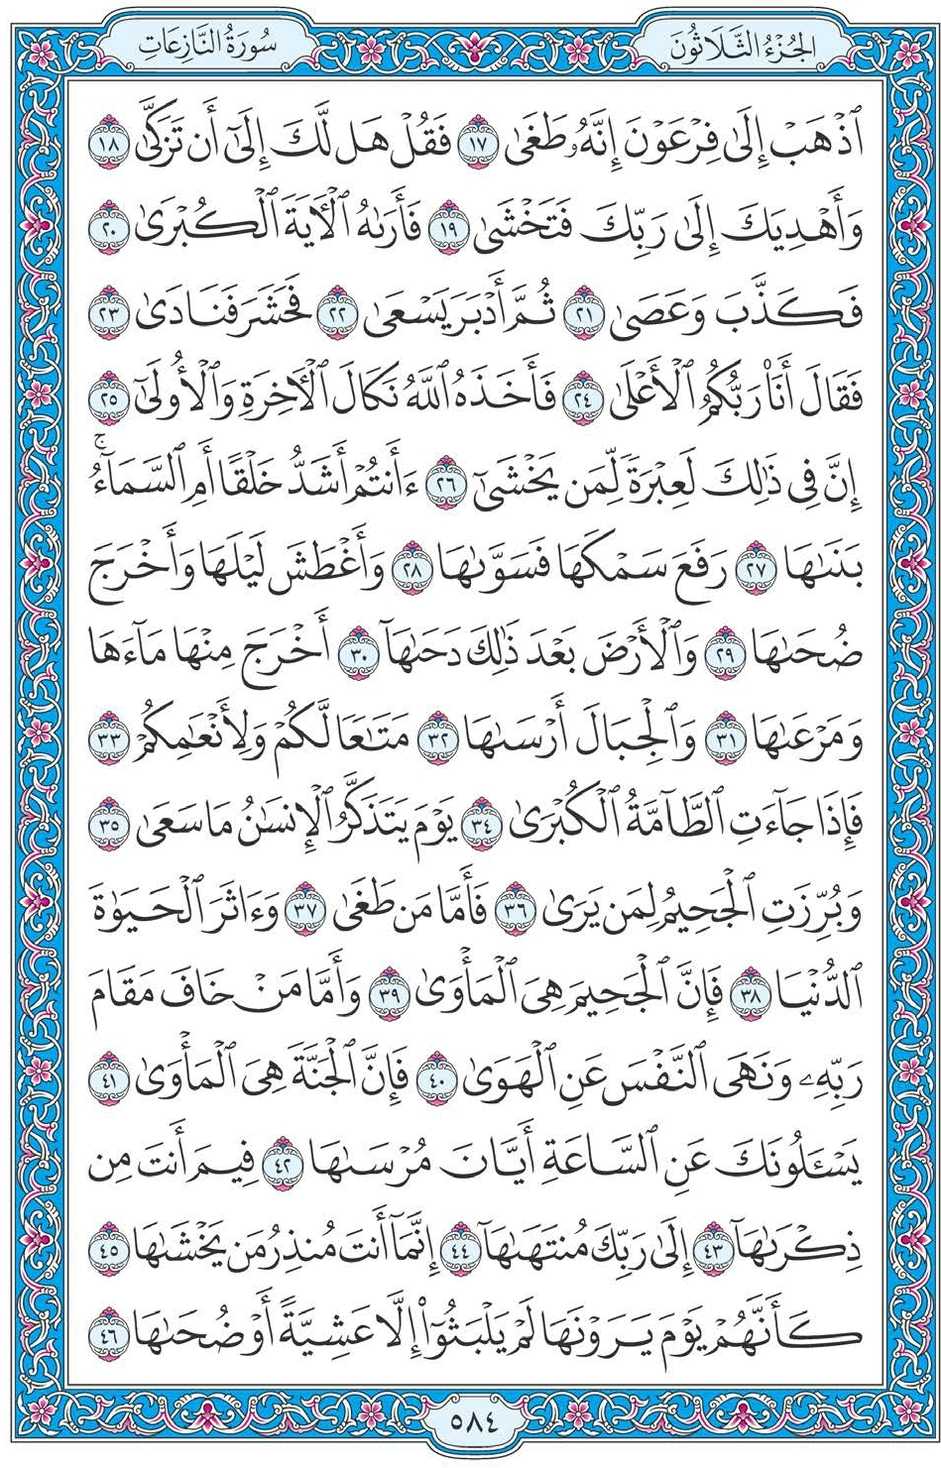 الجُزْءُ الثَّلَاثُونَ
سُورَةُ النَّازِعَاتِ
ٱذْهَبْ إِلَىٰ فِرْعَوْنَ إِنَّهُۥ طَغَىٰ ١٧ فَقُلْ هَل لَّكَ إِلَىٰٓ أَن تَزَكَّىٰ ١٨
وَأَهْدِيَكَ إِلَىٰ رَبِّكَ فَتَخْشَىٰ ١٩ فَأَرَىٰهُ ٱلْأٓيَةَ ٱلْكُبْرَىٰ ٢٠
فَكَذَّبَ وَعَصَىٰ ٢١ ثُمَّ أَدْبَرَ يَسْعَىٰ ٢٢ فَحَشَرَ فَنَادَىٰ ٢٣
فَقَالَ أَنَا۠ رَبُّكُمُ ٱلْأَعْلَىٰ ٢٤ فَأَخَذَهُ ٱللَّهُ نَكَالَ ٱلْأٓخِرَةِ وَٱلْأُولَىٰٓ ٢٥
إِنَّ فِي ذَٰلِكَ لَعِبْرَةً لِّمَن يَخْشَىٰٓ ٢٦ ءَأَنتُمْ أَشَدُّ خَلْقًا أَمِ ٱلسَّمَآءُۚ
بَنَىٰهَا ٢٧ رَفَعَ سَمْكَهَا فَسَوَّىٰهَا ٢٨ وَأَغْطَشَ لَيْلَهَا وَأَخْرَجَ
ضُحَىٰهَا ٢٩ وَٱلْأَرْضَ بَعْدَ ذَٰلِكَ دَحَىٰهَآ ٣٠ أَخْرَجَ مِنْهَا مَآءَهَا
وَمَرْعَىٰهَا ٣١ وَٱلْجِبَالَ أَرْسَىٰهَا ٣٢ مَتَٰعًا لَّكُمْ وَلِأَنْعَٰمِكُمْ ٣٣
فَإِذَا جَآءَتِ ٱلطَّآمَّةُ ٱلْكُبْرَىٰ ٣٤ يَوْمَ يَتَذَكَّرُ ٱلْإِنسَٰنُ مَا سَعَىٰ ٣٥
وَبُرِّزَتِ ٱلْجَحِيمُ لِمَن يَرَىٰ ٣٦ فَأَمَّا مَن طَغَىٰ ٣٧ وَءَاثَرَ ٱلْحَيَوٰةَ
ٱلدُّنْيَا ٣٨ فَإِنَّ ٱلْجَحِيمَ هِيَ ٱلْمَأْوَىٰ ٣٩ وَأَمَّا مَنْ خَافَ مَقَامَ
رَبِّهِۦ وَنَهَى ٱلنَّفْسَ عَنِ ٱلْهَوَىٰ ٤٠ فَإِنَّ ٱلْجَنَّةَ هِيَ ٱلْمَأْوَىٰ ٤١
يَسْـَٔلُونَكَ عَنِ ٱلسَّاعَةِ أَيَّانَ مُرْسَىٰهَا ٤٢ فِيمَ أَنتَ مِن
ذِكْرَىٰهَآ ٤٣ إِلَىٰ رَبِّكَ مُنتَهَىٰهَآ ٤٤ إِنَّمَآ أَنتَ مُنذِرُ مَن يَخْشَىٰهَا ٤٥
كَأَنَّهُمْ يَوْمَ يَرَوْنَهَا لَمْ يَلْبَثُوٓا۟ إِلَّا عَشِيَّةً أَوْ ضُحَىٰهَا ٤٦
٥٨٤